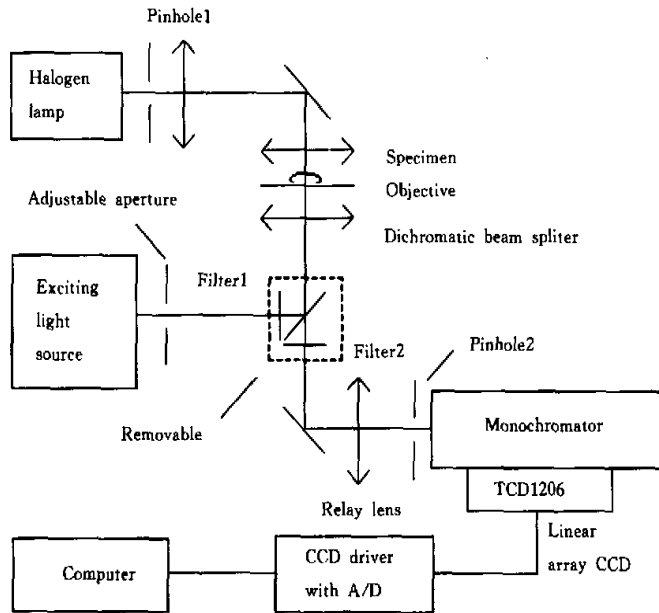 Pinhole1
Halogen
lamp
Specimen
Objective
Adjustable aperture
Dichromatic beam spliter
Exciting
light
source
Filter1
Filter2
Pinhole2
Removable
Monochromator
TCD1206
Relay lens
Linear
array CCD
Computer
CCD driver
with A/D